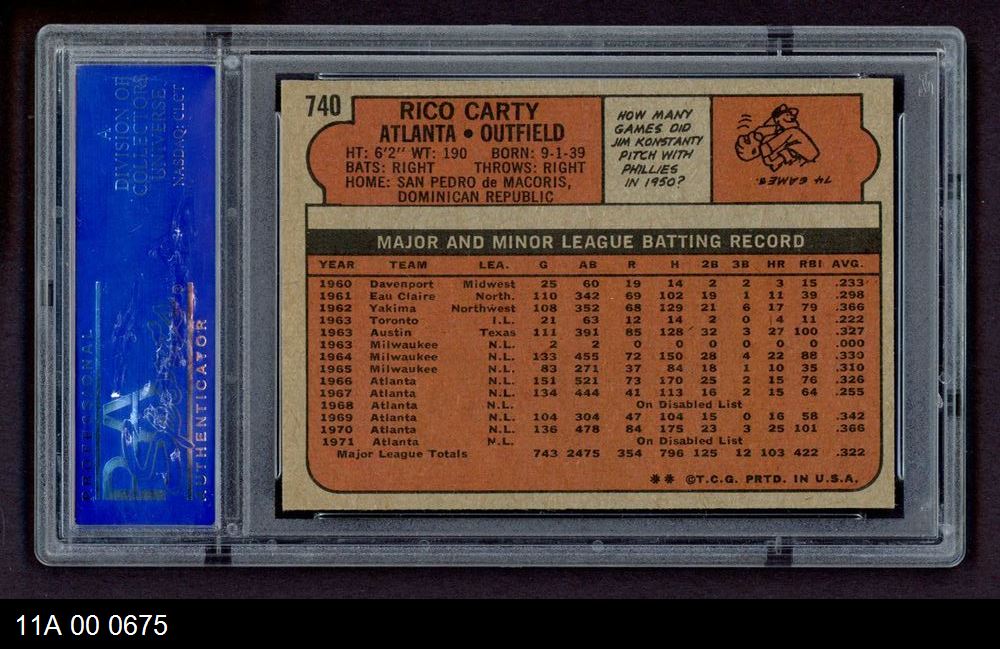 A
DIVISION OF
COLLECTORS
UNIVERSE
NASDAQ: CLCT
PROFESSIONAL
PSA
AUTHENTICATOR
740
RICO CARTY
ATLANTA • OUTFIELD
HT: 6'2" WT: 190 BORN: 9-1-39
BATS: RIGHT THROWS: RIGHT
HOME: SAN PEDRO de MACORIS,
DOMINICAN REPUBLIC
HOW MANY
GAMES DID
JIM KONSTANTY
PITCH WITH
PHILLIES
IN 1950?
74 GAMES.
MAJOR AND MINOR LEAGUE BATTING RECORD
YEAR TEAM LEA. G AB R H 2B 3B HR RBI AVG.
1960 Davenport Midwest 25 60 19 14 2 2 3 15 .233
1961 Eau Claire North. 110 342 69 102 19 1 11 39 .298
1962 Yakima Northwest 108 352 68 129 21 6 17 79 .366
1963 Toronto I.L. 21 63 12 14 2 0 4 11 .222
1963 Austin Texas 111 391 85 128 32 3 27 100 .327
1963 Milwaukee N.L. 2 2 0 0 0 0 0 0 .000
1964 Milwaukee N.L. 133 455 72 150 28 4 22 88 .330
1965 Milwaukee N.L. 83 271 37 84 18 1 10 35 .310
1966 Atlanta N.L. 151 521 73 170 25 2 15 76 .326
1967 Atlanta N.L. 134 444 41 113 16 2 15 64 .255
1968 Atlanta N.L. On Disabled List
1969 Atlanta N.L. 104 304 47 104 15 0 16 58 .342
1970 Atlanta N.L. 136 478 84 175 23 3 25 101 .366
1971 Atlanta N.L. On Disabled List
Major League Totals 743 2475 354 796 125 12 103 422 .322
** ©T.C.G. PRTD. IN U.S.A.
11A 00 0675